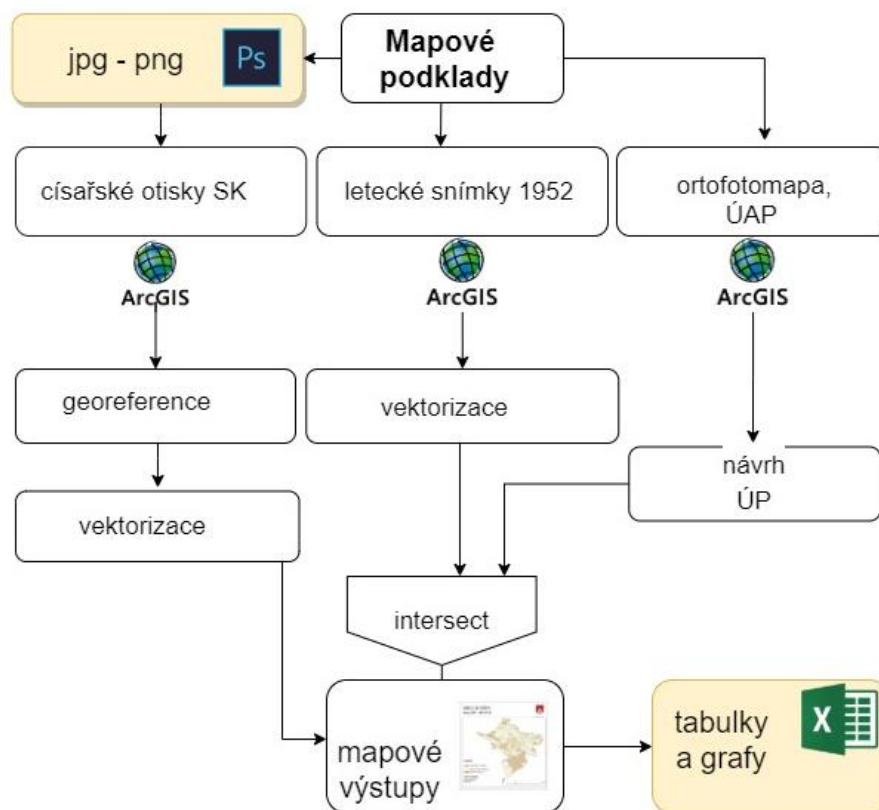 jpg - png
Ps
Mapové
podklady
císařské otisky SK
letecké snímky 1952
ortofotomapa,
ÚAP
ArcGIS
ArcGIS
ArcGIS
georeference
vektorizace
návrh
ÚP
vektorizace
intersect
mapové
výstupy
tabulky
a grafy
X